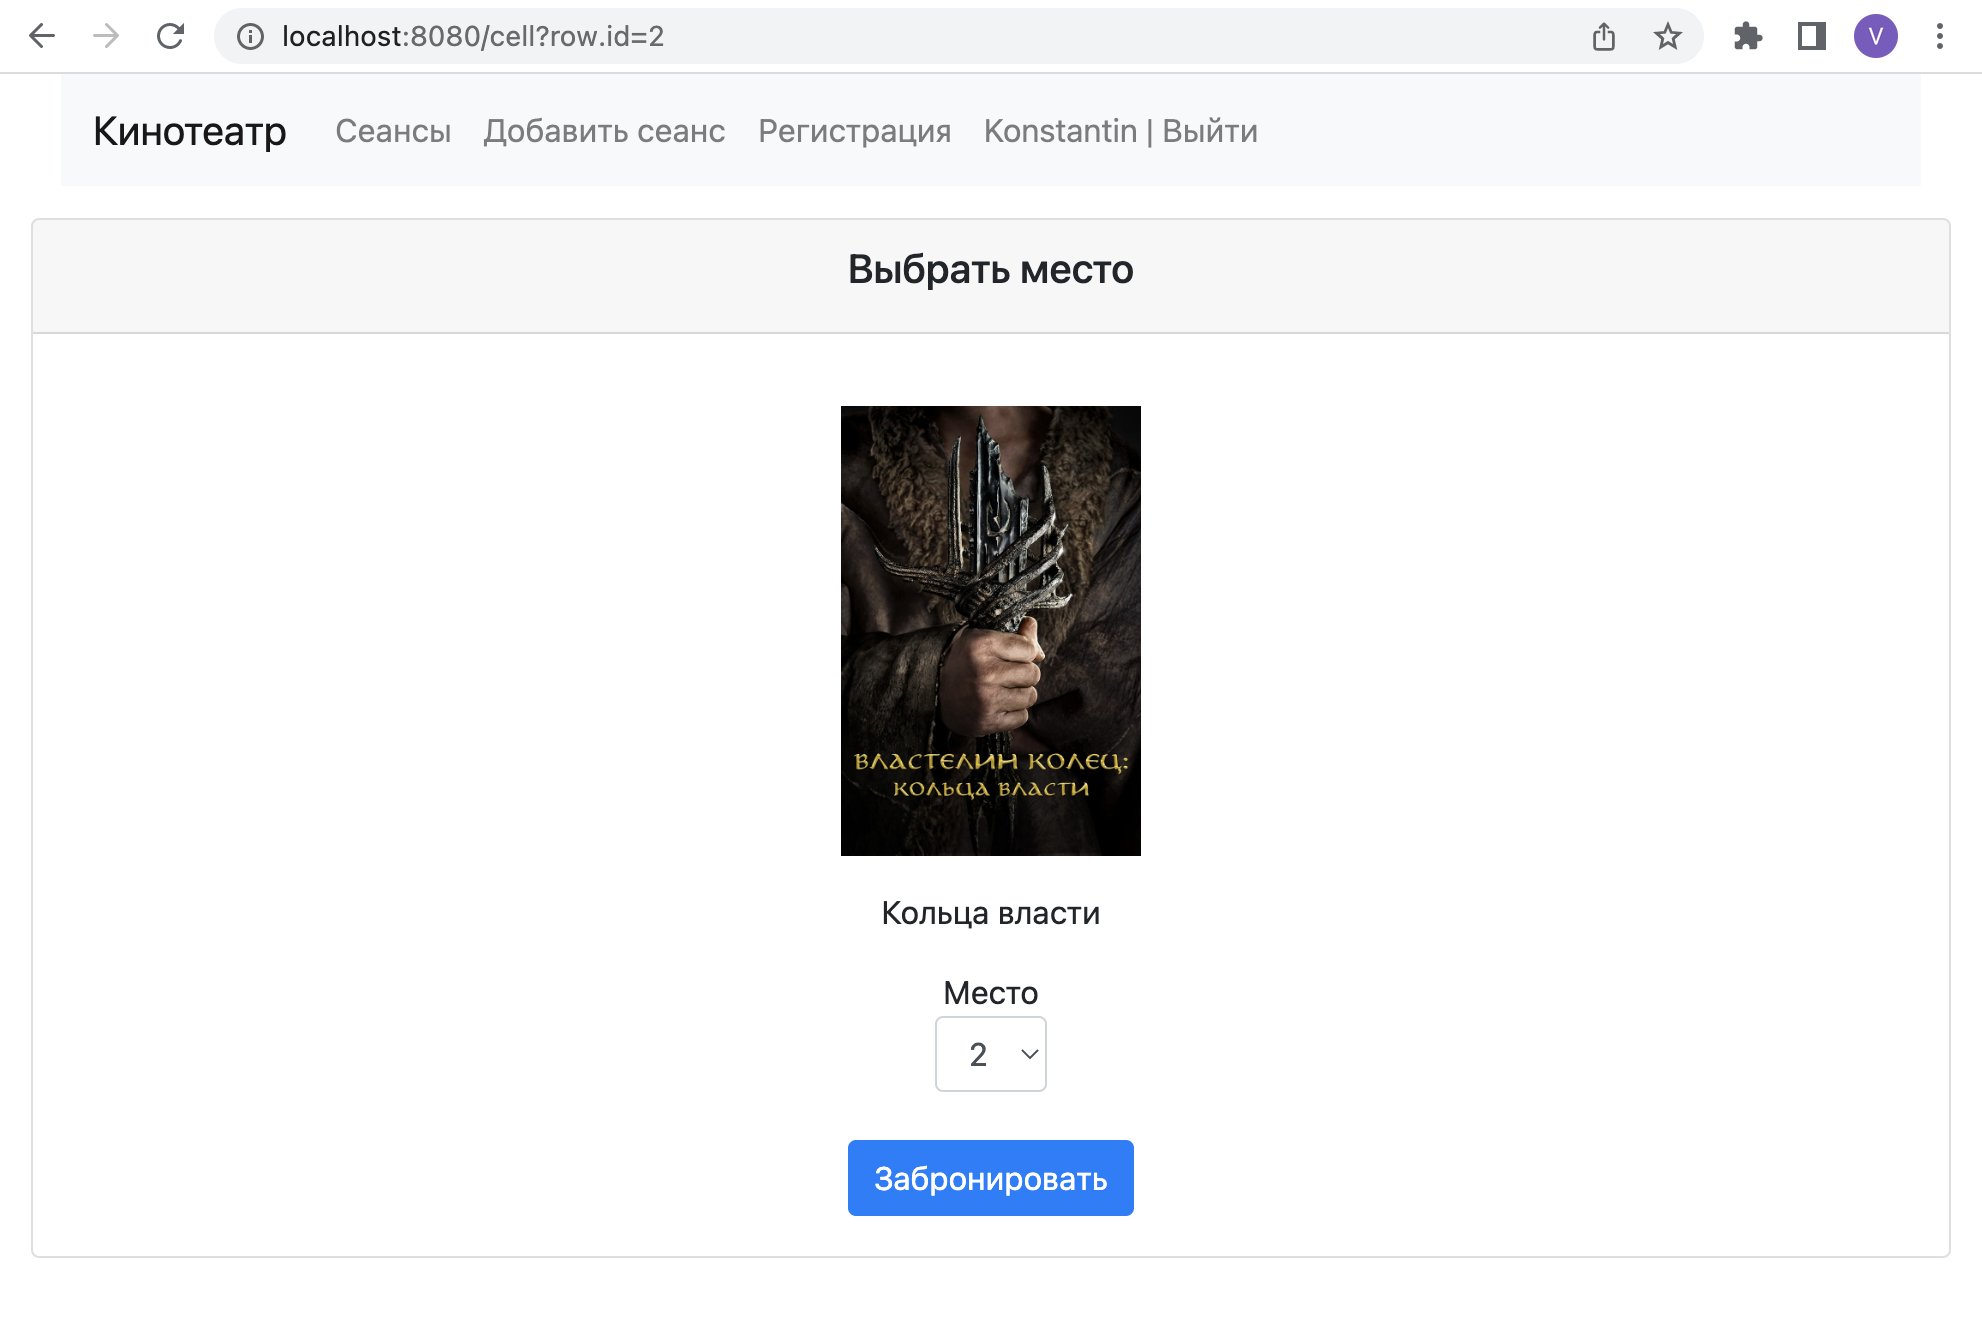 localhost:8080/cell?row.id=2
V
Кинотеатр Сеансы Добавить сеанс Регистрация Konstantin | Выйти
Выбрать место
ВЛАСТЕЛИН КОЛЕЦ:
КОЛЬЦА ВЛАСТИ
Кольца власти
Место
2
Забронировать